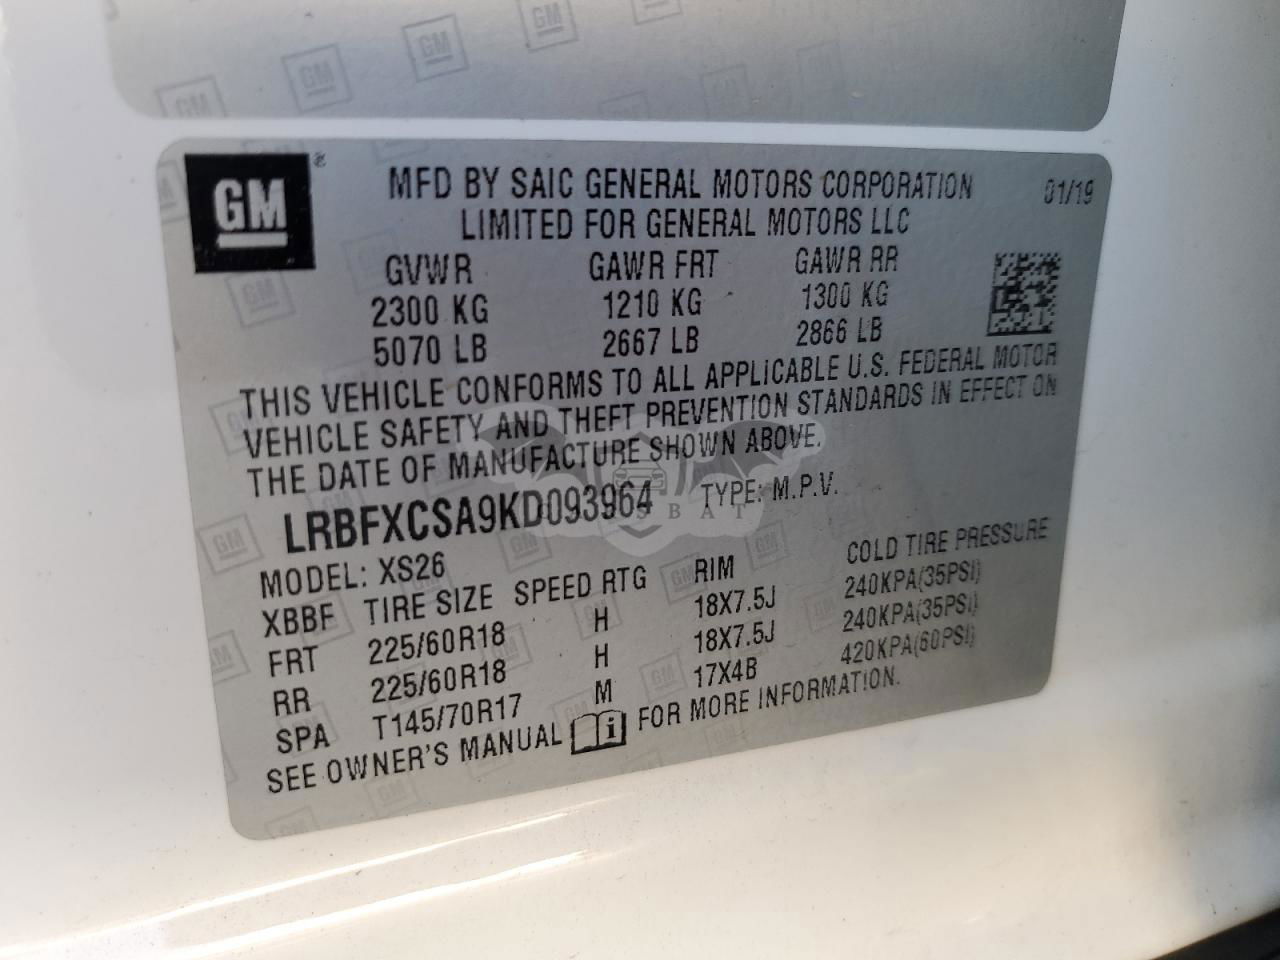 GM
MFD BY SAIC GENERAL MOTORS CORPORATION 01/19
LIMITED FOR GENERAL MOTORS LLC
GVWR GAWR FRT GAWR RR
2300 KG 1210 KG 1300 KG
5070 LB 2667 LB 2866 LB
THIS VEHICLE CONFORMS TO ALL APPLICABLE U.S. FEDERAL MOTOR
VEHICLE SAFETY AND THEFT PREVENTION STANDARDS IN EFFECT ON
THE DATE OF MANUFACTURE SHOWN ABOVE.
LRBFXCSA9KD093964 TYPE: M.P.V.
MODEL: XS26
XBBF TIRE SIZE SPEED RTG RIM COLD TIRE PRESSURE
FRT 225/60R18 H 18X7.5J 240KPA(35PSI)
RR 225/60R18 H 18X7.5J 240KPA(35PSI)
SPA T145/70R17 M 17X4B 420KPA(60PSI)
SEE OWNER'S MANUAL i FOR MORE INFORMATION.